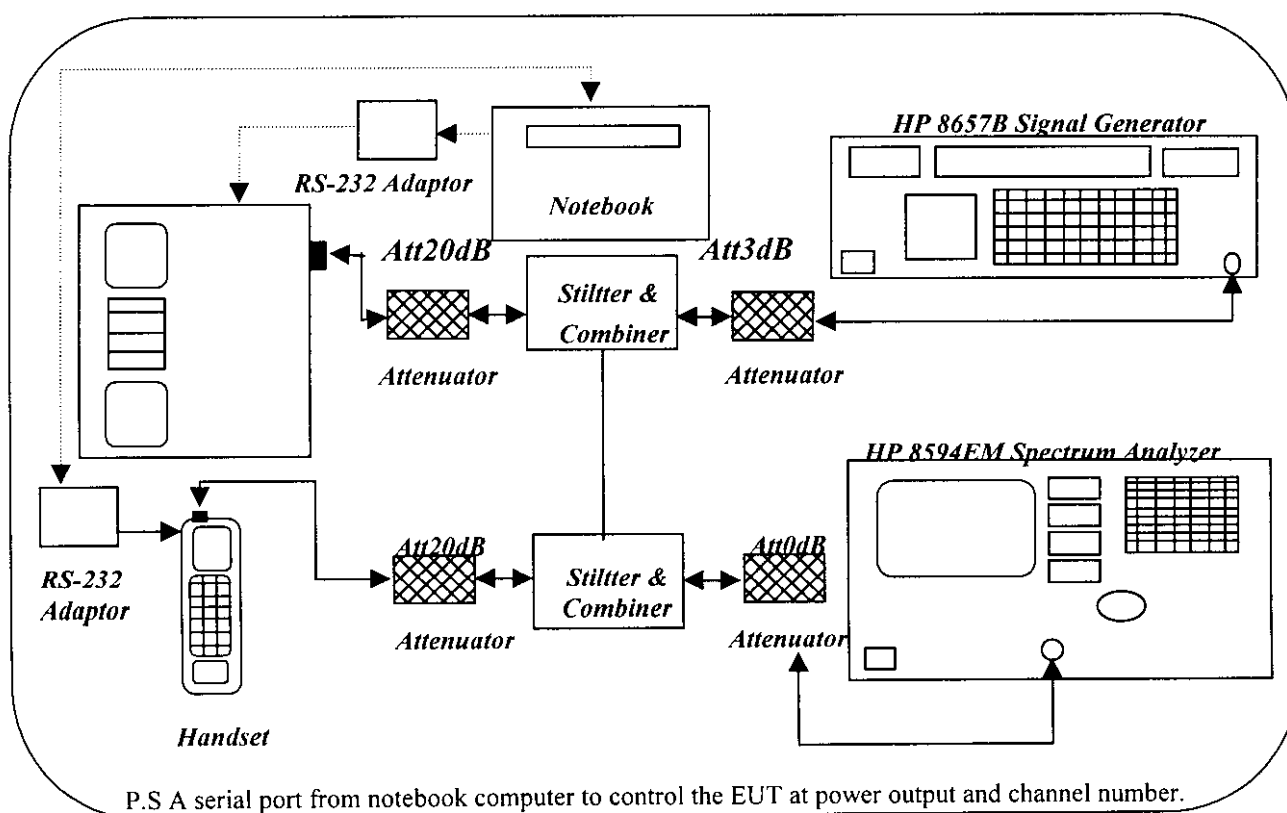 HP 8657B Signal Generator
RS-232 Adaptor
Notebook
Att20dB
Att3dB
Stiltter &
Combiner
Attenuator
Attenuator
HP 8594EM Spectrum Analyzer
Att20dB
Att0dB
Stiltter &
Combiner
RS-232
Adaptor
Attenuator
Attenuator
Handset
P.S A serial port from notebook computer to control the EUT at power output and channel number.